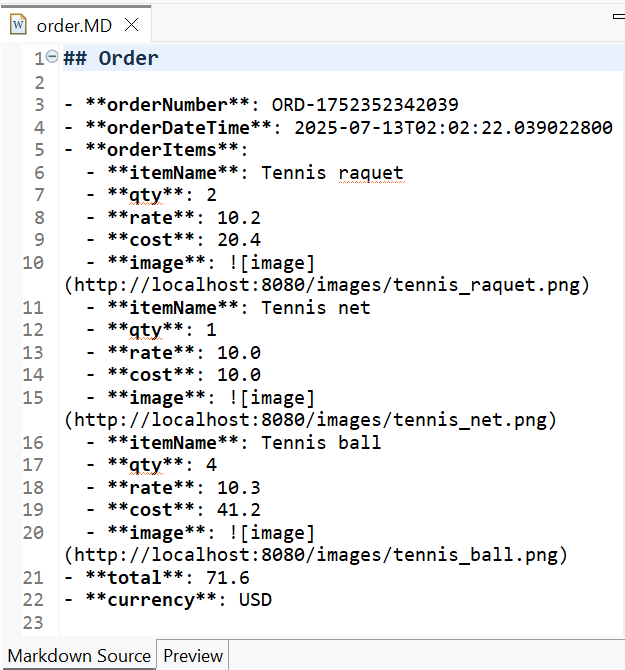 order.MD
1 ## Order
2
3 - **orderNumber**: ORD-1752352342039
4 - **orderDateTime**: 2025-07-13T02:02:22.039022800
5 - **orderItems**:
6   - **itemName**: Tennis raquet
7   - **qty**: 2
8   - **rate**: 10.2
9   - **cost**: 20.4
10   - **image**: ![image]
(http://localhost:8080/images/tennis_raquet.png)
11   - **itemName**: Tennis net
12   - **qty**: 1
13   - **rate**: 10.0
14   - **cost**: 10.0
15   - **image**: ![image]
(http://localhost:8080/images/tennis_net.png)
16   - **itemName**: Tennis ball
17   - **qty**: 4
18   - **rate**: 10.3
19   - **cost**: 41.2
20   - **image**: ![image]
(http://localhost:8080/images/tennis_ball.png)
21 - **total**: 71.6
22 - **currency**: USD
23
Markdown Source Preview